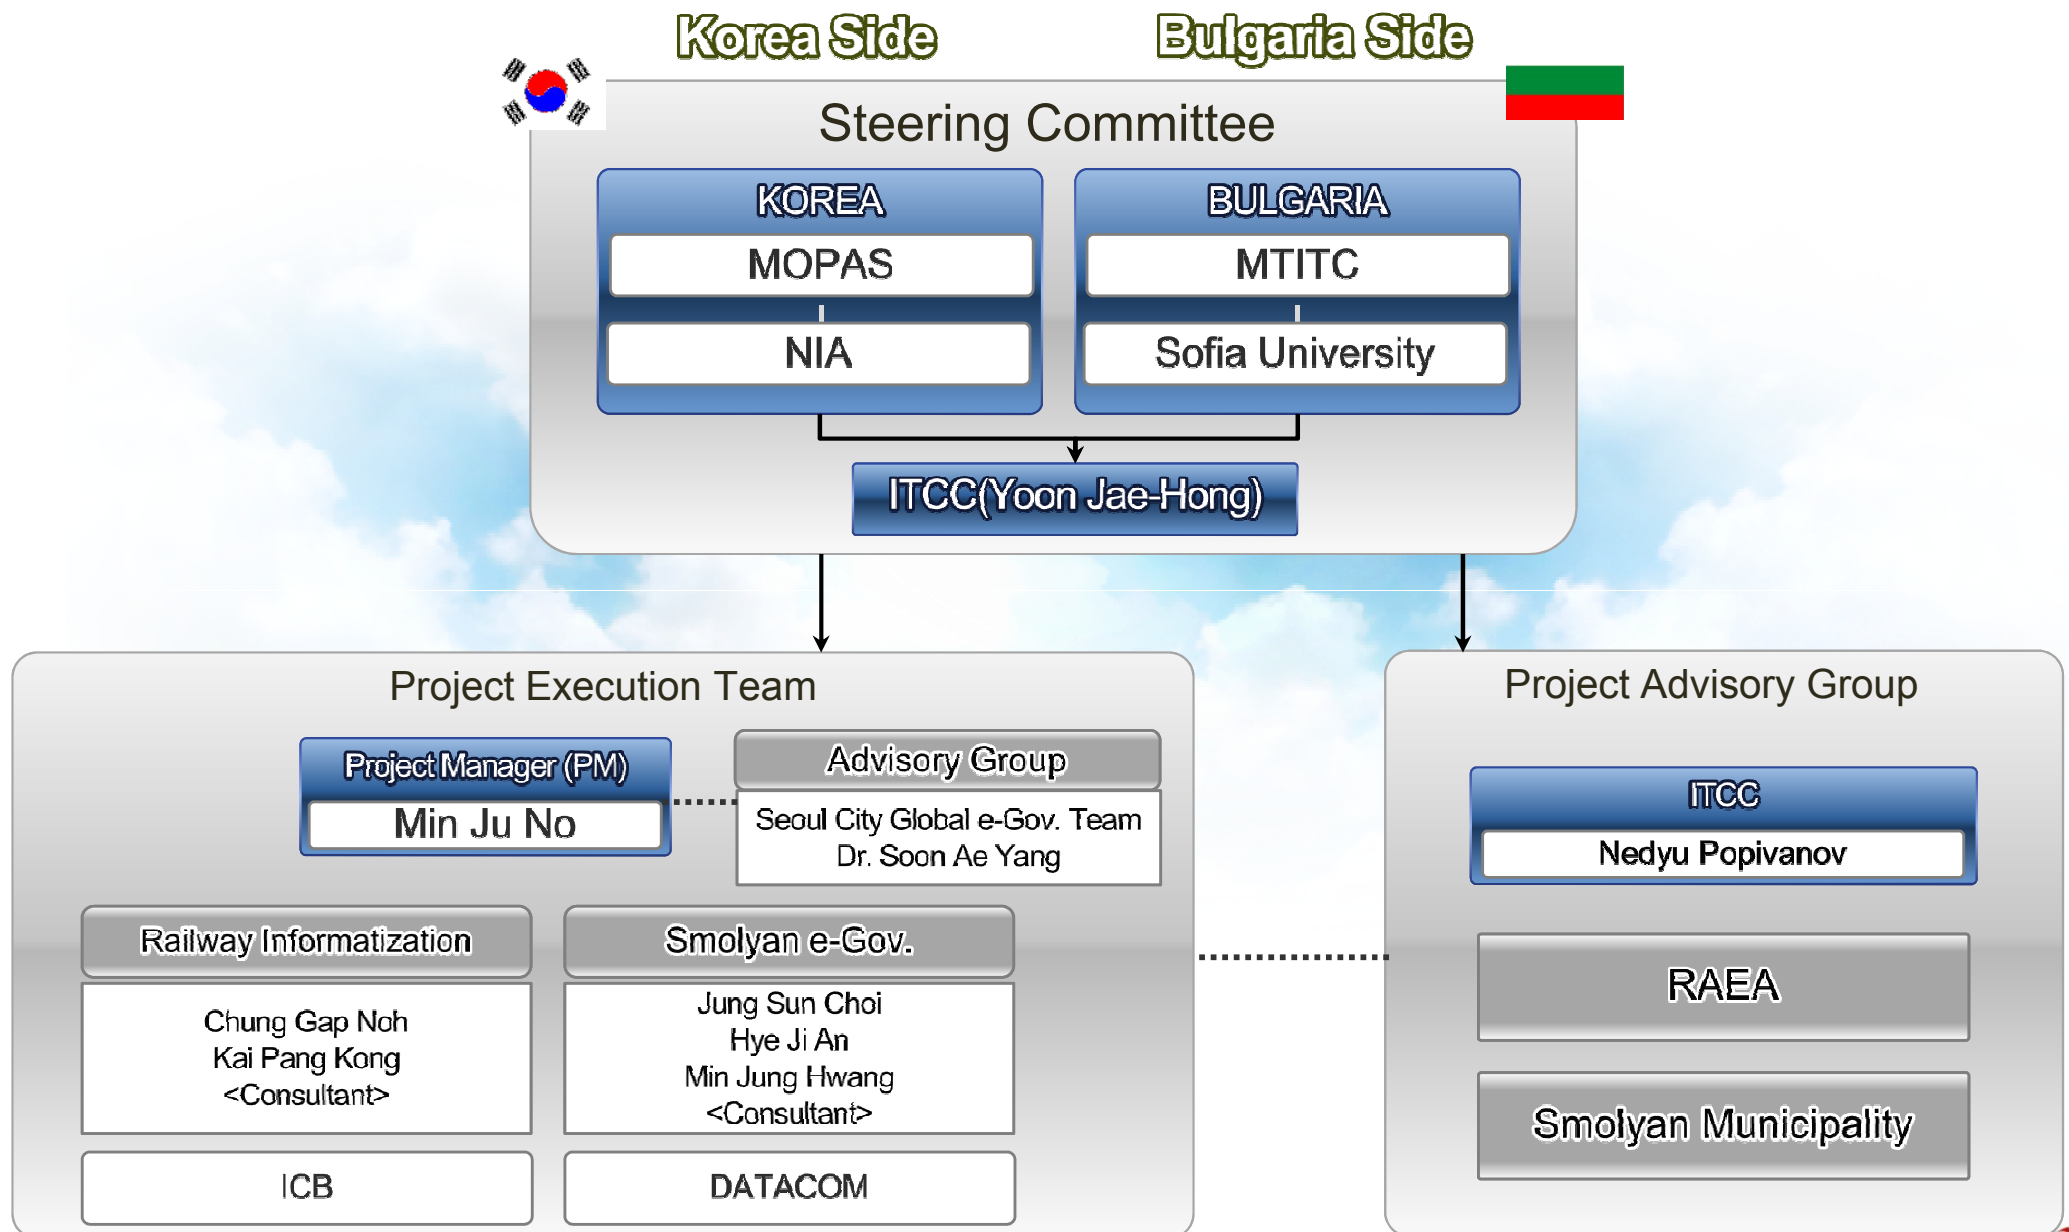 Korea Side
Bulgaria Side
Steering Committee
KOREA
MOPAS
NIA
BULGARIA
MTITC
Sofia University
ITCC(Yoon Jae-Hong)
Project Execution Team
Project Manager (PM)
Min Ju No
Advisory Group
Seoul City Global e-Gov. Team
Dr. Soon Ae Yang
Railway Informatization
Chung Gap Noh
Kai Pang Kong
<Consultant>
ICB
Smolyan e-Gov.
Jung Sun Choi
Hye Ji An
Min Jung Hwang
<Consultant>
DATACOM
Project Advisory Group
ITCC
Nedyu Popivanov
RAEA
Smolyan Municipality